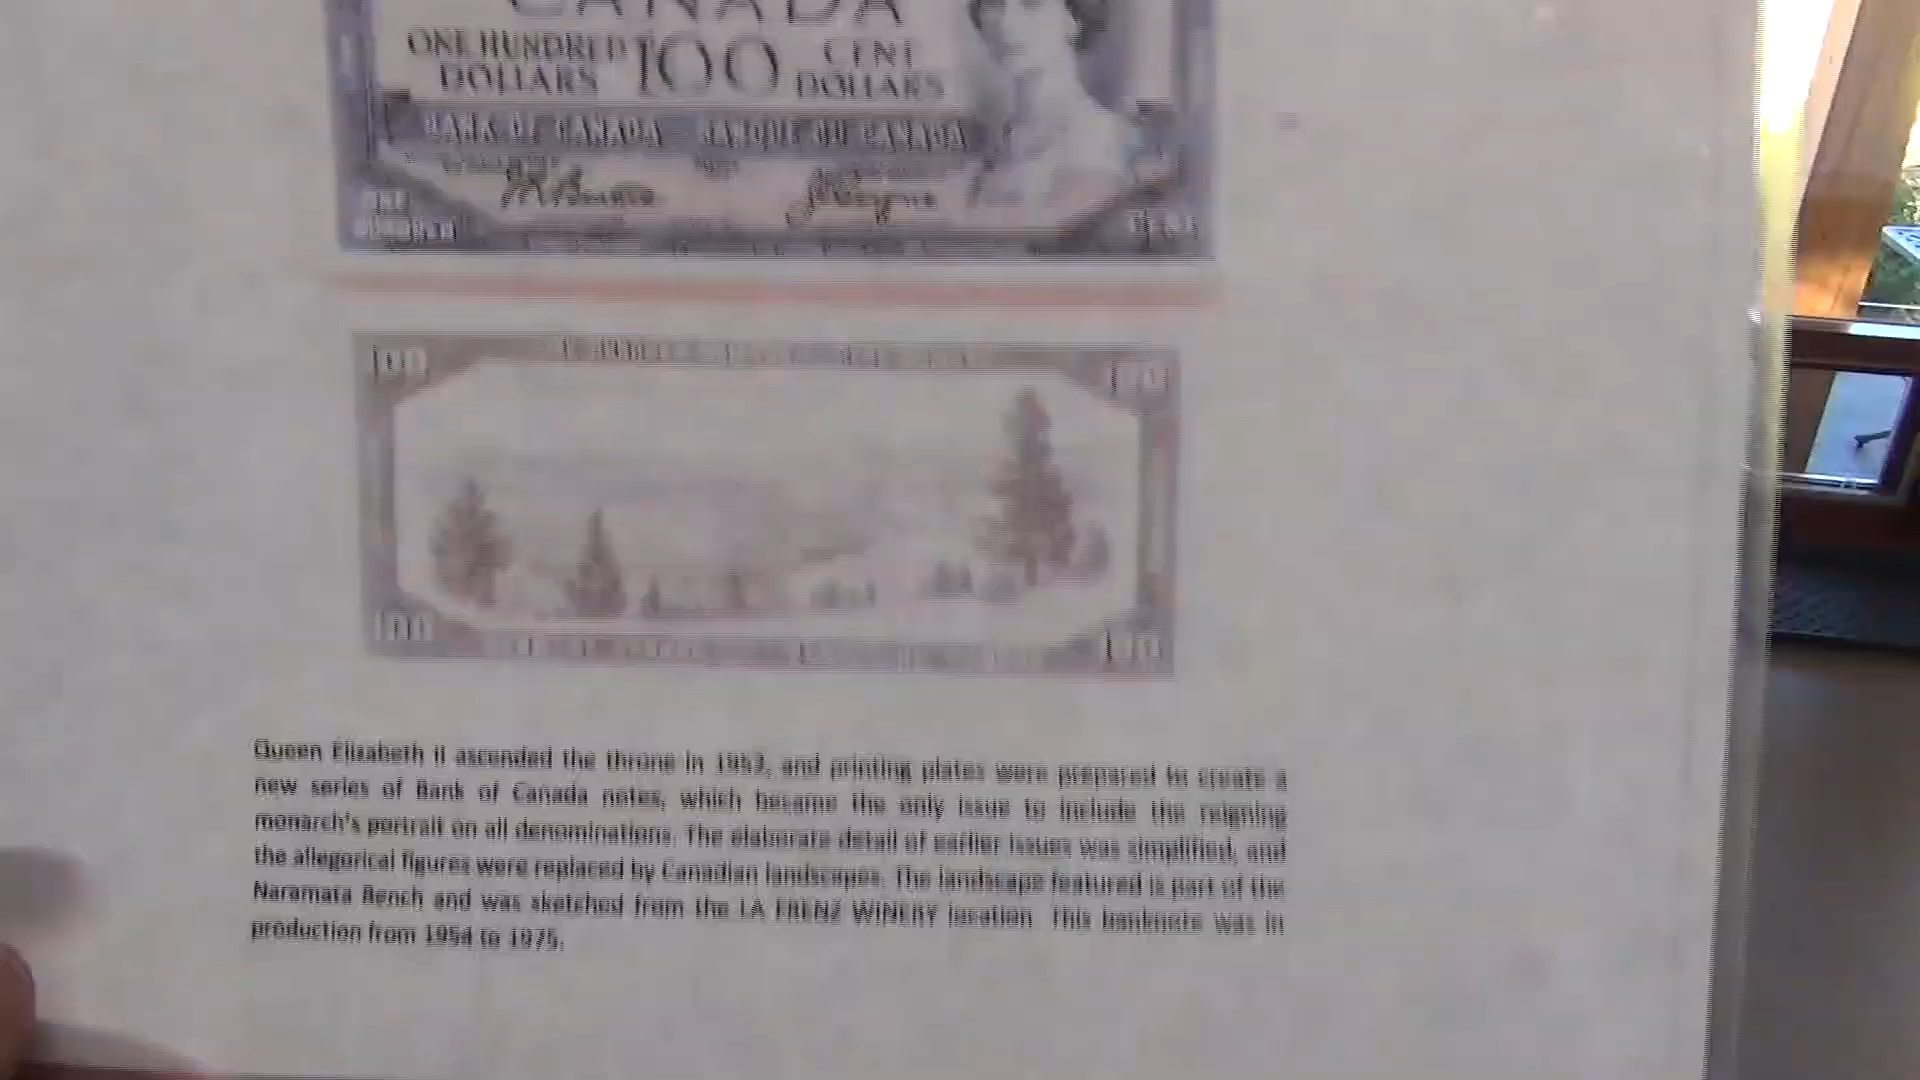 CANADA
ONE HUNDRED DOLLARS 100 CENT DOLLARS
BANK OF CANADA BANQUE DU CANADA
100 100
100 100
Queen Elizabeth II ascended the throne in 1952, and printing plates were prepared to create a
new series of Bank of Canada notes, which became the only issue to include the reigning
monarch's portrait on all denominations. The elaborate detail of earlier issues was simplified, and
the allegorical figures were replaced by Canadian landscapes. The landscape featured is part of the
Naramata Bench and was sketched from the LA FRENZ WINERY location. This banknote was in
production from 1954 to 1975.